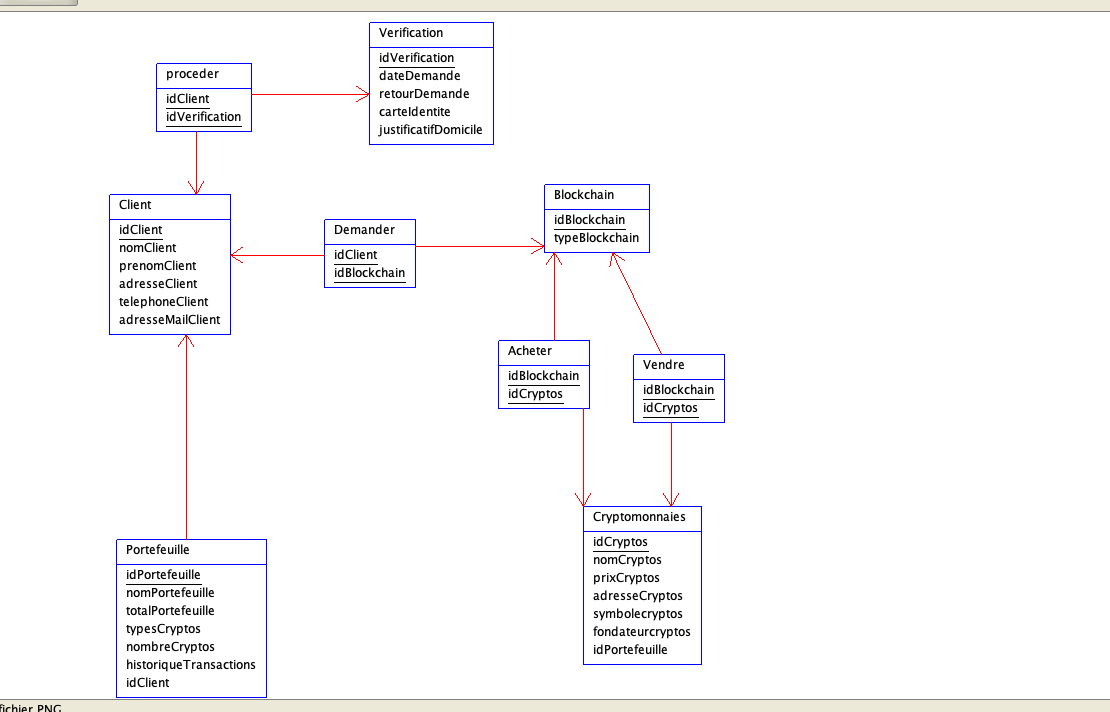 Verification
idVerification
dateDemande
retourDemande
carteIdentite
justificatifDomicile
proceder
idClient
idVerification
Client
idClient
nomClient
prenomClient
adresseClient
telephoneClient
adresseMailClient
Demander
idClient
idBlockchain
Blockchain
idBlockchain
typeBlockchain
Acheter
idBlockchain
idCryptos
Vendre
idBlockchain
idCryptos
Portefeuille
idPortefeuille
nomPortefeuille
totalPortefeuille
typesCryptos
nombreCryptos
historiqueTransactions
idClient
Cryptomonnaies
idCryptos
nomCryptos
prixCryptos
adresseCryptos
symbolecryptos
fondateurcryptos
idPortefeuille
fichier PNG